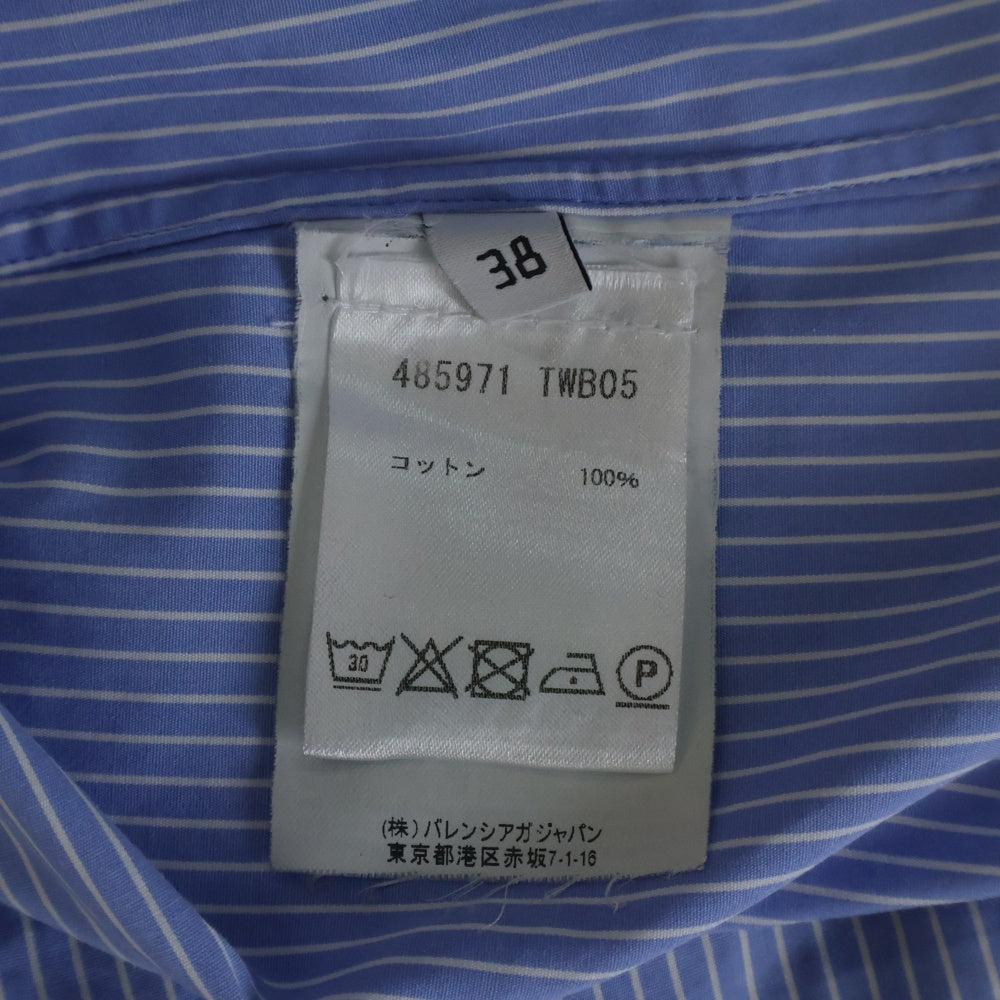 38
485971 TWB05
コットン 100%
30
P
(株)バレンシアガジャパン
東京都港区赤坂7-1-16